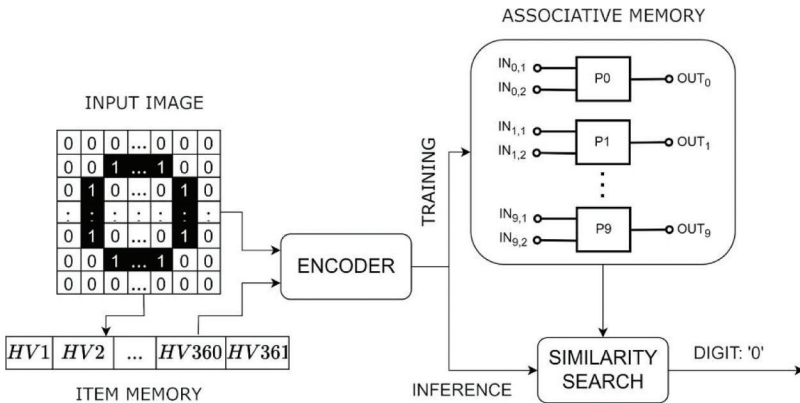 ASSOCIATIVE MEMORY
IN0,1
IN0,2
P0
OUT0
IN1,1
IN1,2
P1
OUT1
⋮
IN9,1
IN9,2
P9
OUT9
INPUT IMAGE
0 0 0 ... 0 0 0
0 0 1 ... 1 0 0
0 1 0 ... 0 1 0
: : : ... : : :
0 1 0 ... 0 1 0
0 0 1 ... 1 0 0
0 0 0 ... 0 0 0
HV1 HV2 ... HV360 HV361
ITEM MEMORY
ENCODER
TRAINING
INFERENCE
SIMILARITY
SEARCH
DIGIT: '0'